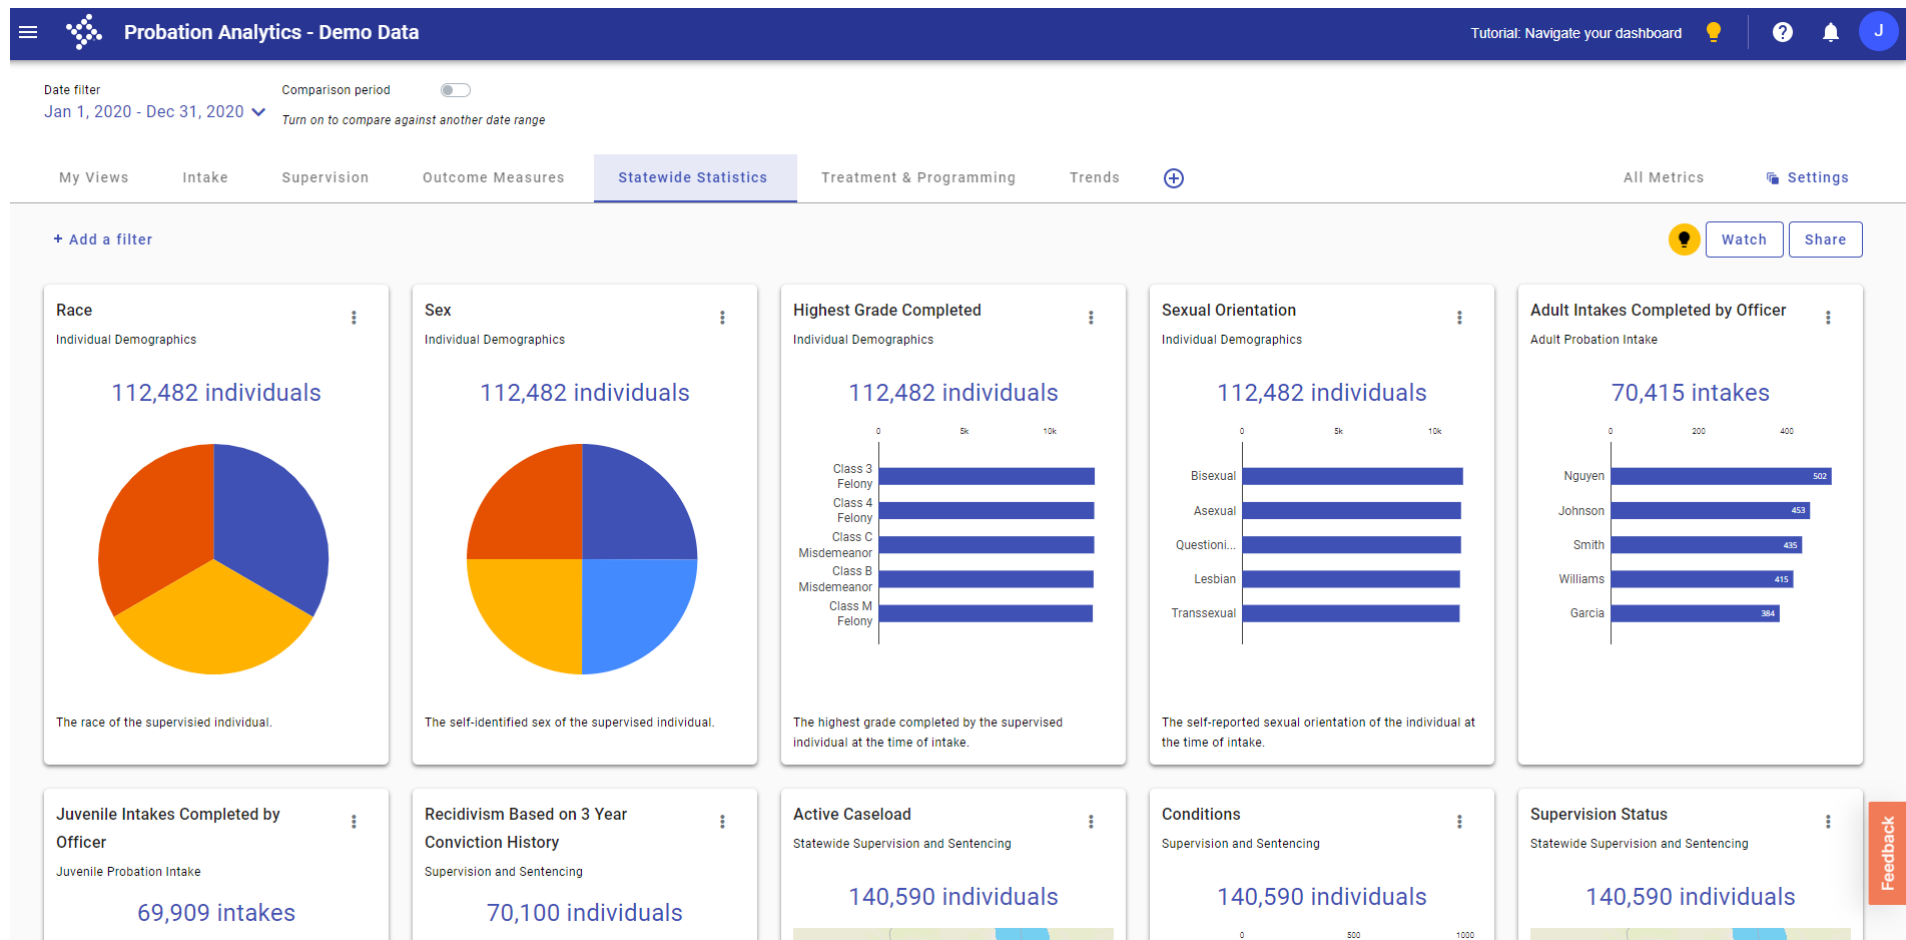 Probation Analytics - Demo Data
Tutorial: Navigate your dashboard
?
J
Date filter
Jan 1, 2020 - Dec 31, 2020
Comparison period
Turn on to compare against another date range
My Views
Intake
Supervision
Outcome Measures
Statewide Statistics
Treatment & Programming
Trends
All Metrics
Settings
+ Add a filter
Watch
Share
Race
Individual Demographics
112,482 individuals
The race of the supervisied individual.
Sex
Individual Demographics
112,482 individuals
The self-identified sex of the supervised individual.
Highest Grade Completed
Individual Demographics
112,482 individuals
0 5k 10k
Class 3
Felony
Class 4
Felony
Class C
Misdemeanor
Class B
Misdemeanor
Class M
Felony
The highest grade completed by the supervised
individual at the time of intake.
Sexual Orientation
Individual Demographics
112,482 individuals
0 5k 10k
Bisexual
Asexual
Questioni...
Lesbian
Transsexual
The self-reported sexual orientation of the individual at
the time of intake.
Adult Intakes Completed by Officer
Adult Probation Intake
70,415 intakes
0 200 400
Nguyen 502
Johnson 453
Smith 435
Williams 415
Garcia 384
Juvenile Intakes Completed by
Officer
Juvenile Probation Intake
69,909 intakes
Recidivism Based on 3 Year
Conviction History
Supervision and Sentencing
70,100 individuals
Active Caseload
Statewide Supervision and Sentencing
140,590 individuals
Conditions
Supervision and Sentencing
140,590 individuals
0 500 1000
Supervision Status
Statewide Supervision and Sentencing
140,590 individuals
Feedback